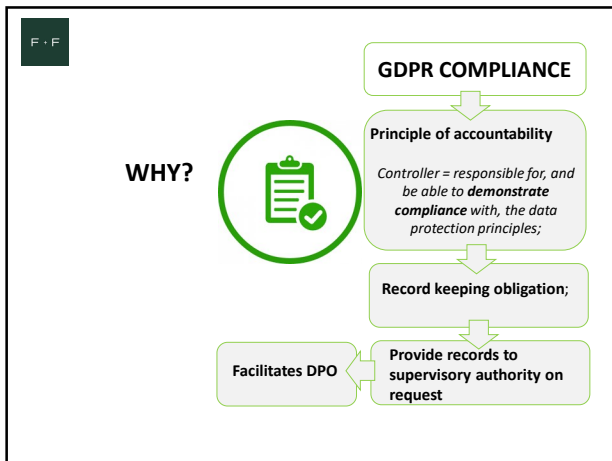 F + F
GDPR COMPLIANCE
Principle of accountability
WHY?
Controller = responsible for, and
be able to demonstrate
compliance with, the data
protection principles;
Record keeping obligation;
Facilitates DPO
Provide records to
supervisory authority on
request